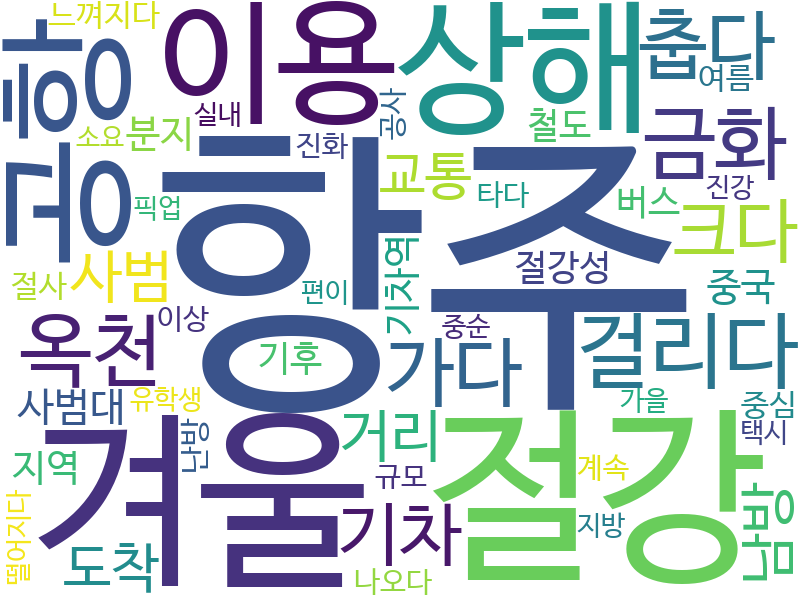 느껴지다
공항
이용
상해
춥다
여름
소요
분지
실내
공사
철도
금화
진화
교통
항주
픽업
타다
버스
진강
크다
절사
사범
기차역
절강성
중국
편이
이상
중순
옥천
기후
가다
걸리다
사범대
유학생
난방
거리
가을
중심
택시
겨울
절강
지역
규모
계속
떨어지다
도착
기차
지방
남방
나오다